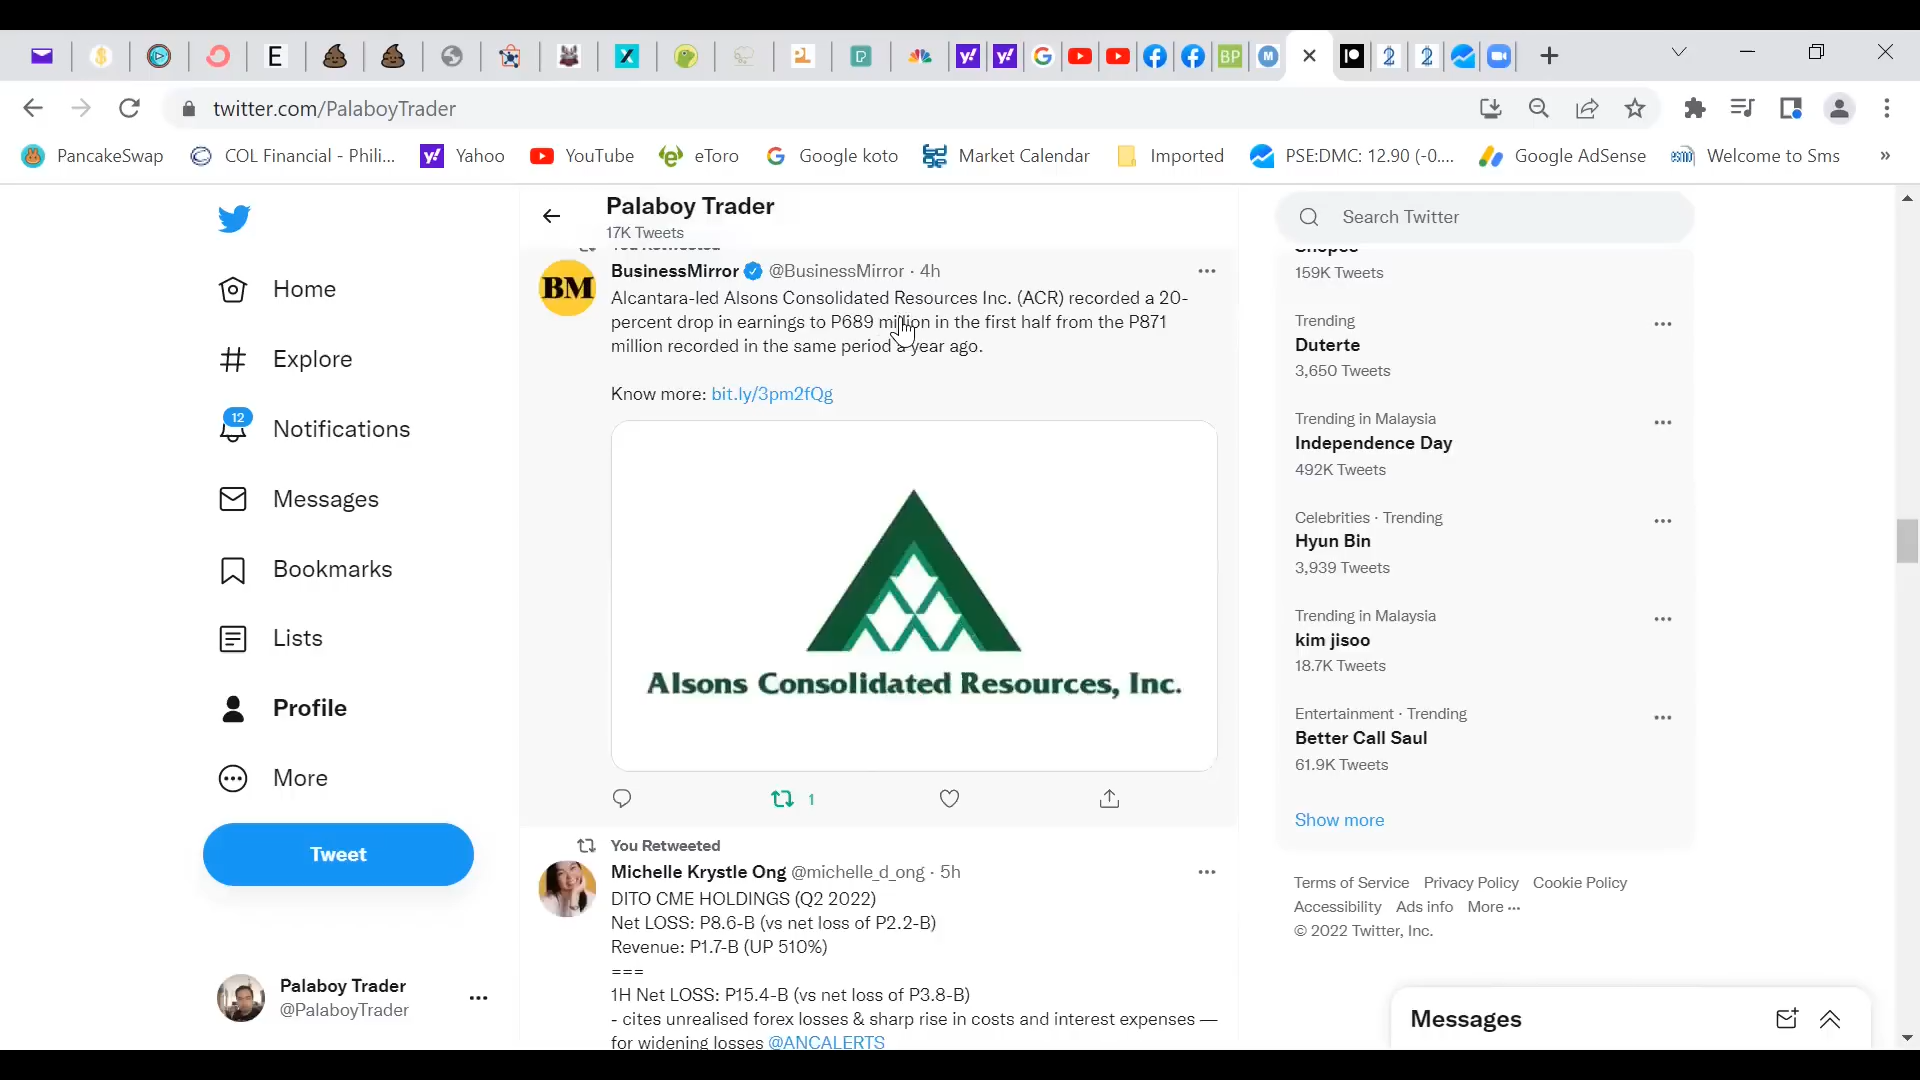 twitter.com/PalaboyTrader
PancakeSwap
COL Financial - Phili...
Yahoo
YouTube
eToro
Google koto
Market Calendar
Imported
PSE:DMC: 12.90 (-0....
Google AdSense
Welcome to Sms
»
Palaboy Trader
17K Tweets
Home
Explore
12
Notifications
Messages
Bookmarks
Lists
Profile
More
Tweet
Palaboy Trader
@PalaboyTrader
You Retweeted
BM
BusinessMirror @BusinessMirror · 4h
Alcantara-led Alsons Consolidated Resources Inc. (ACR) recorded a 20-
percent drop in earnings to P689 million in the first half from the P871
million recorded in the same period a year ago.
Know more: bit.ly/3pm2fQg
Alsons Consolidated Resources, Inc.
1
You Retweeted
Michelle Krystle Ong @michelle_d_ong · 5h
DITO CME HOLDINGS (Q2 2022)
Net LOSS: P8.6-B (vs net loss of P2.2-B)
Revenue: P1.7-B (UP 510%)
===
1H Net LOSS: P15.4-B (vs net loss of P3.8-B)
- cites unrealised forex losses & sharp rise in costs and interest expenses —
for widening losses @ANCALERTS
Search Twitter
Shopee
159K Tweets
Trending
Duterte
3,650 Tweets
Trending in Malaysia
Independence Day
492K Tweets
Celebrities · Trending
Hyun Bin
3,939 Tweets
Trending in Malaysia
kim jisoo
18.7K Tweets
Entertainment · Trending
Better Call Saul
61.9K Tweets
Show more
Terms of Service Privacy Policy Cookie Policy
Accessibility Ads info More ···
© 2022 Twitter, Inc.
Messages